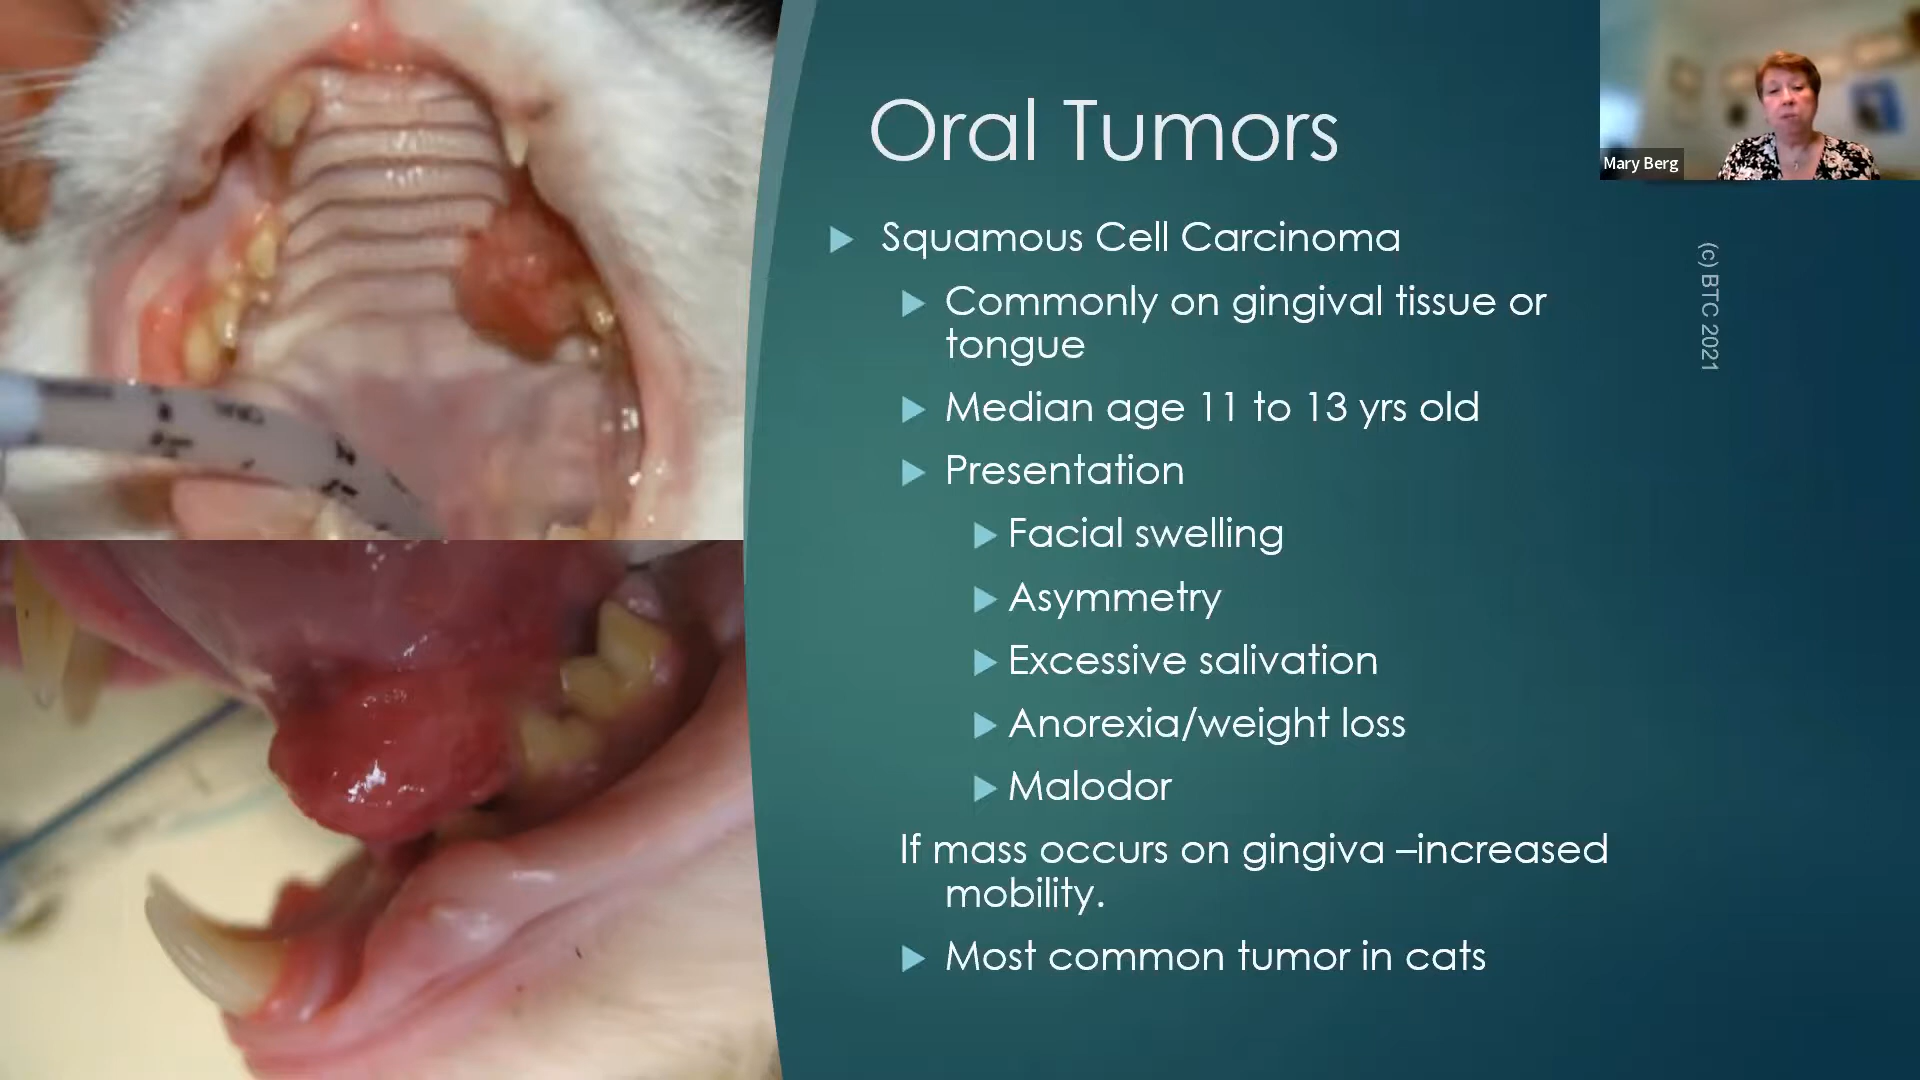 Oral Tumors
Mary Berg
Squamous Cell Carcinoma
Commonly on gingival tissue or
tongue
Median age 11 to 13 yrs old
Presentation
Facial swelling
Asymmetry
Excessive salivation
Anorexia/weight loss
Malodor
If mass occurs on gingiva –increased
mobility.
Most common tumor in cats
(c) BTC 2021